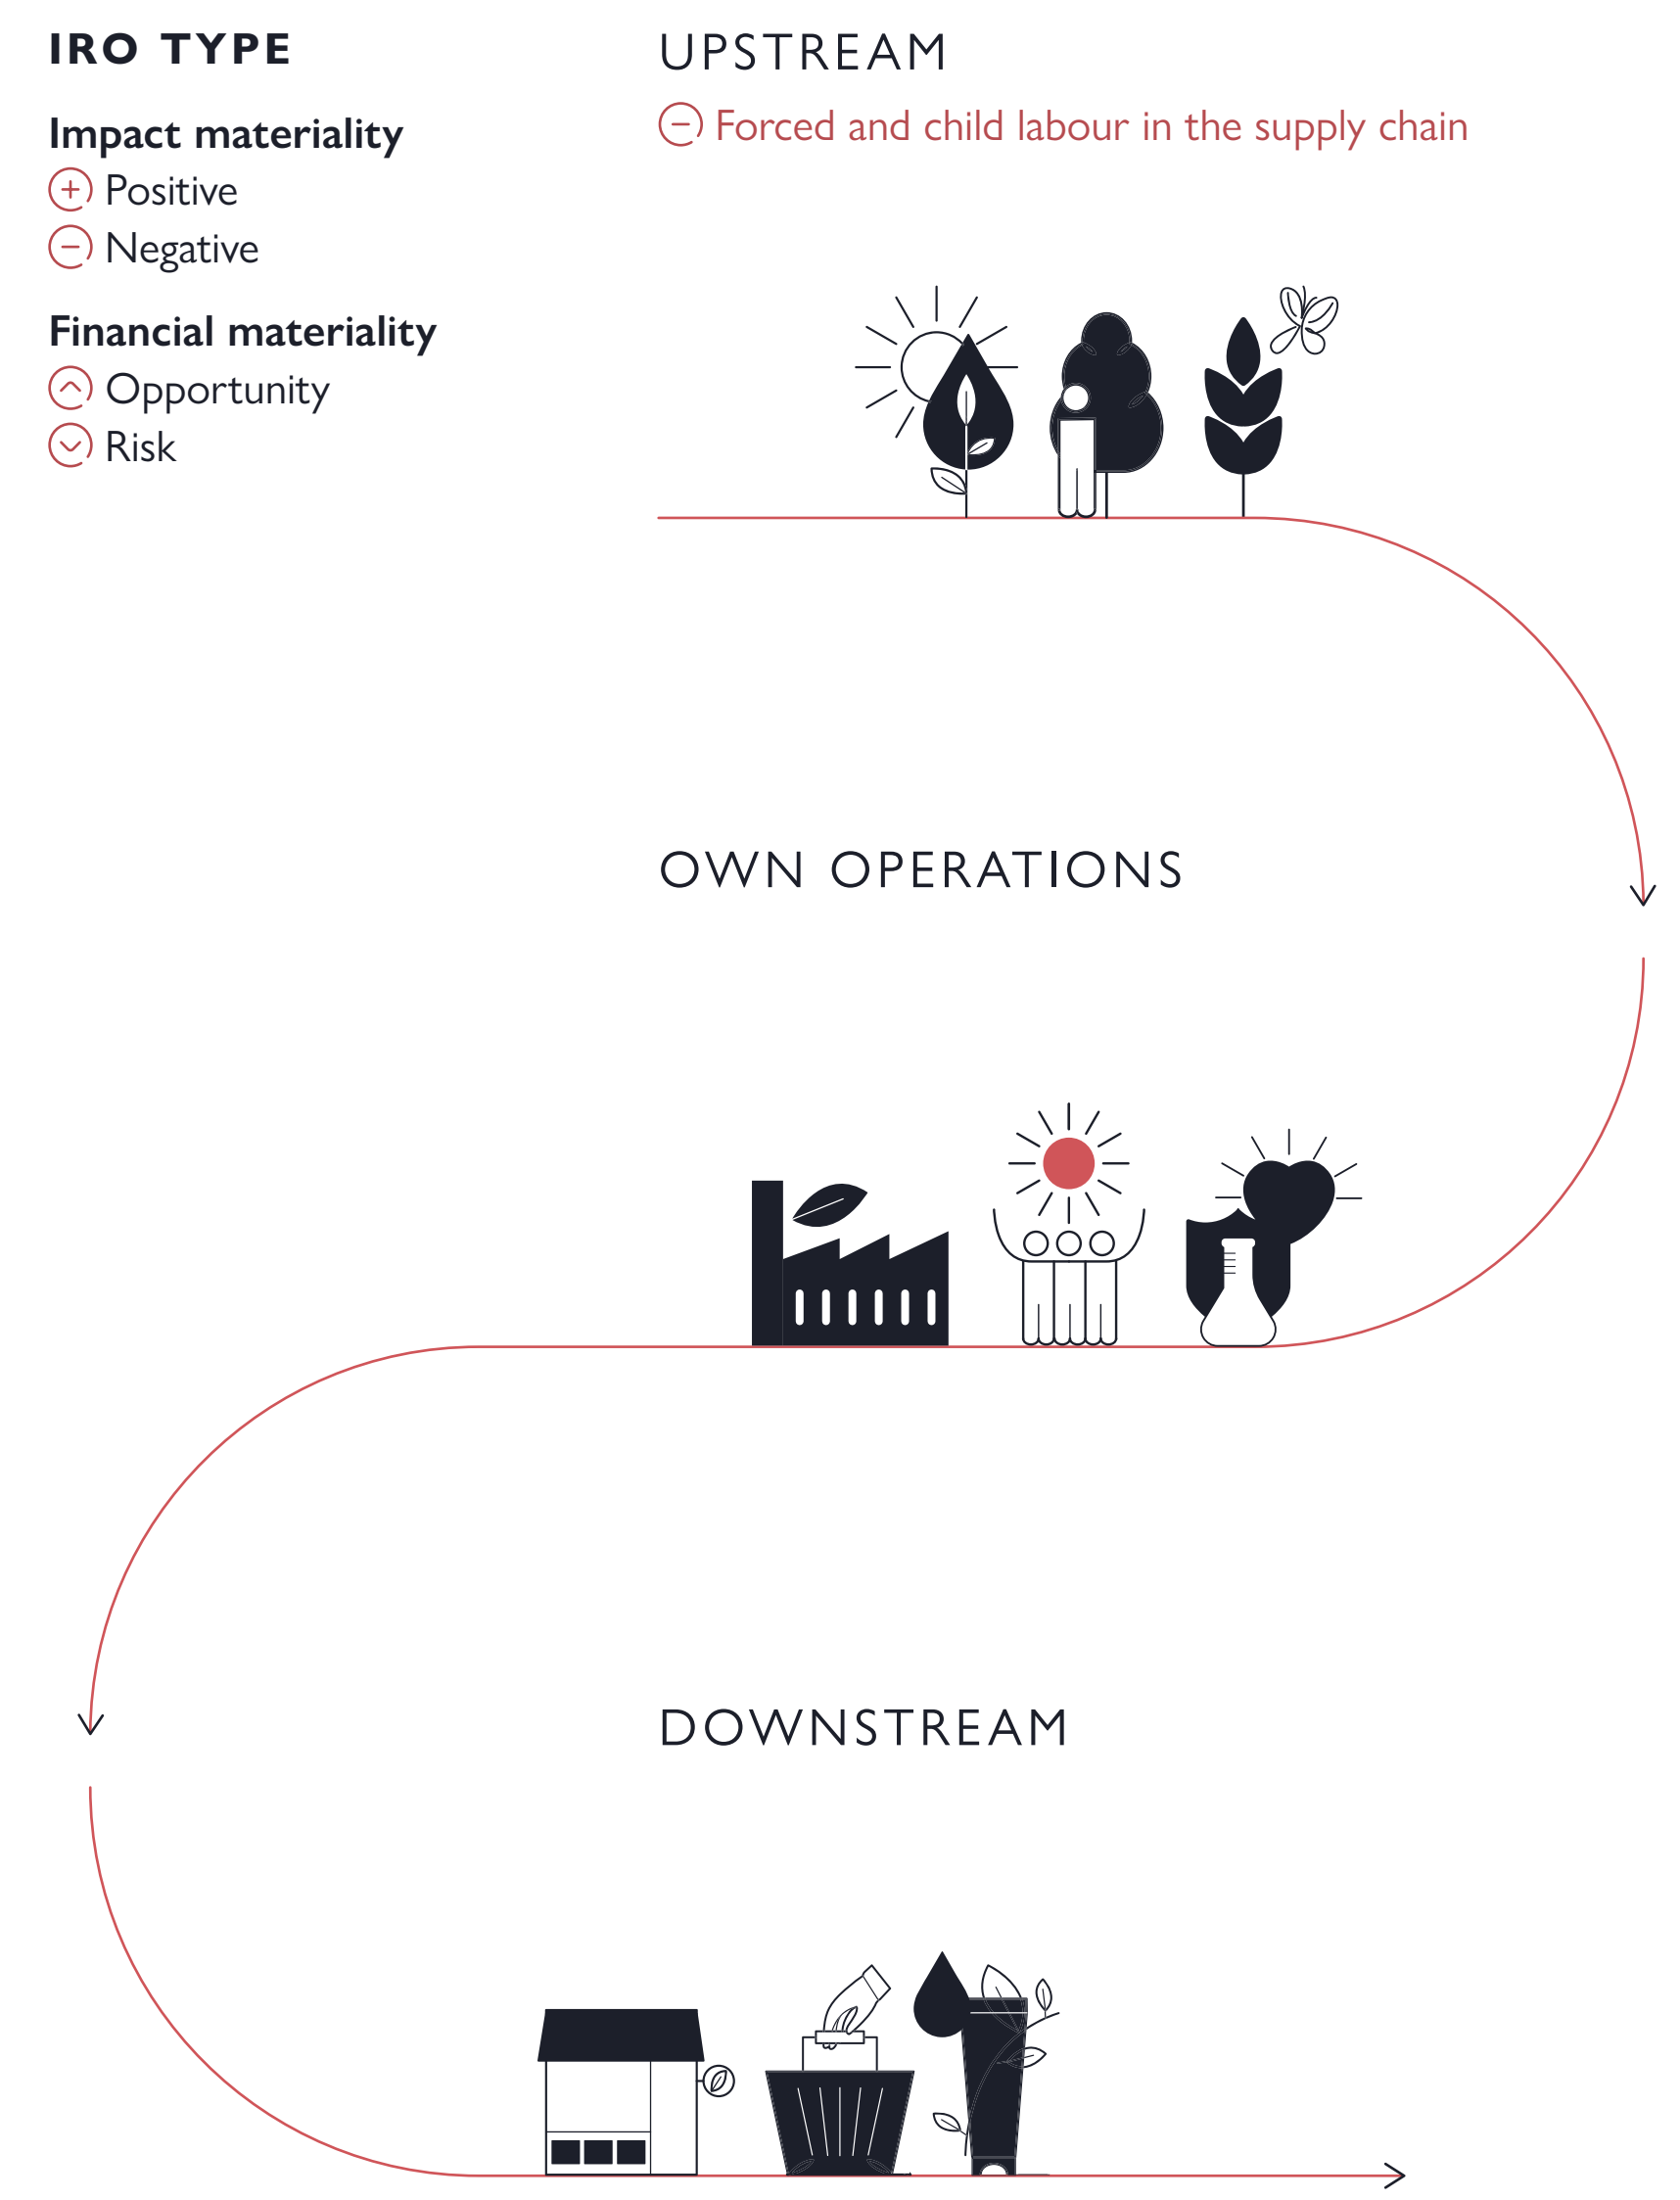 IRO TYPE
Impact materiality
Positive
Negative
Financial materiality
Opportunity
Risk
UPSTREAM
Forced and child labour in the supply chain
OWN OPERATIONS
DOWNSTREAM